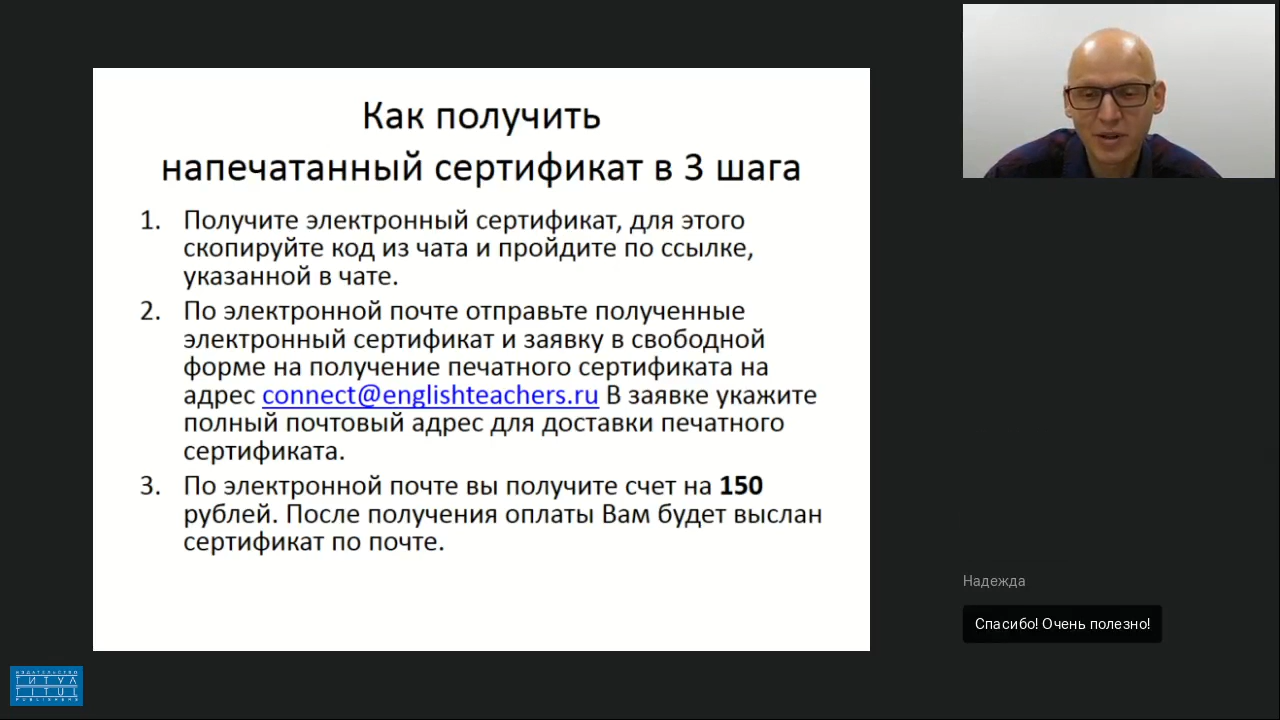 Как получить
напечатанный сертификат в 3 шага
1. Получите электронный сертификат, для этого
скопируйте код из чата и пройдите по ссылке,
указанной в чате.
2. По электронной почте отправьте полученные
электронный сертификат и заявку в свободной
форме на получение печатного сертификата на
адрес connect@englishteachers.ru В заявке укажите
полный почтовый адрес для доставки печатного
сертификата.
3. По электронной почте вы получите счет на 150
рублей. После получения оплаты Вам будет выслан
сертификат по почте.
Надежда
Спасибо! Очень полезно!
ИЗДАТЕЛЬСТВО
ТИТУЛ
TITUL
PUBLISHERS